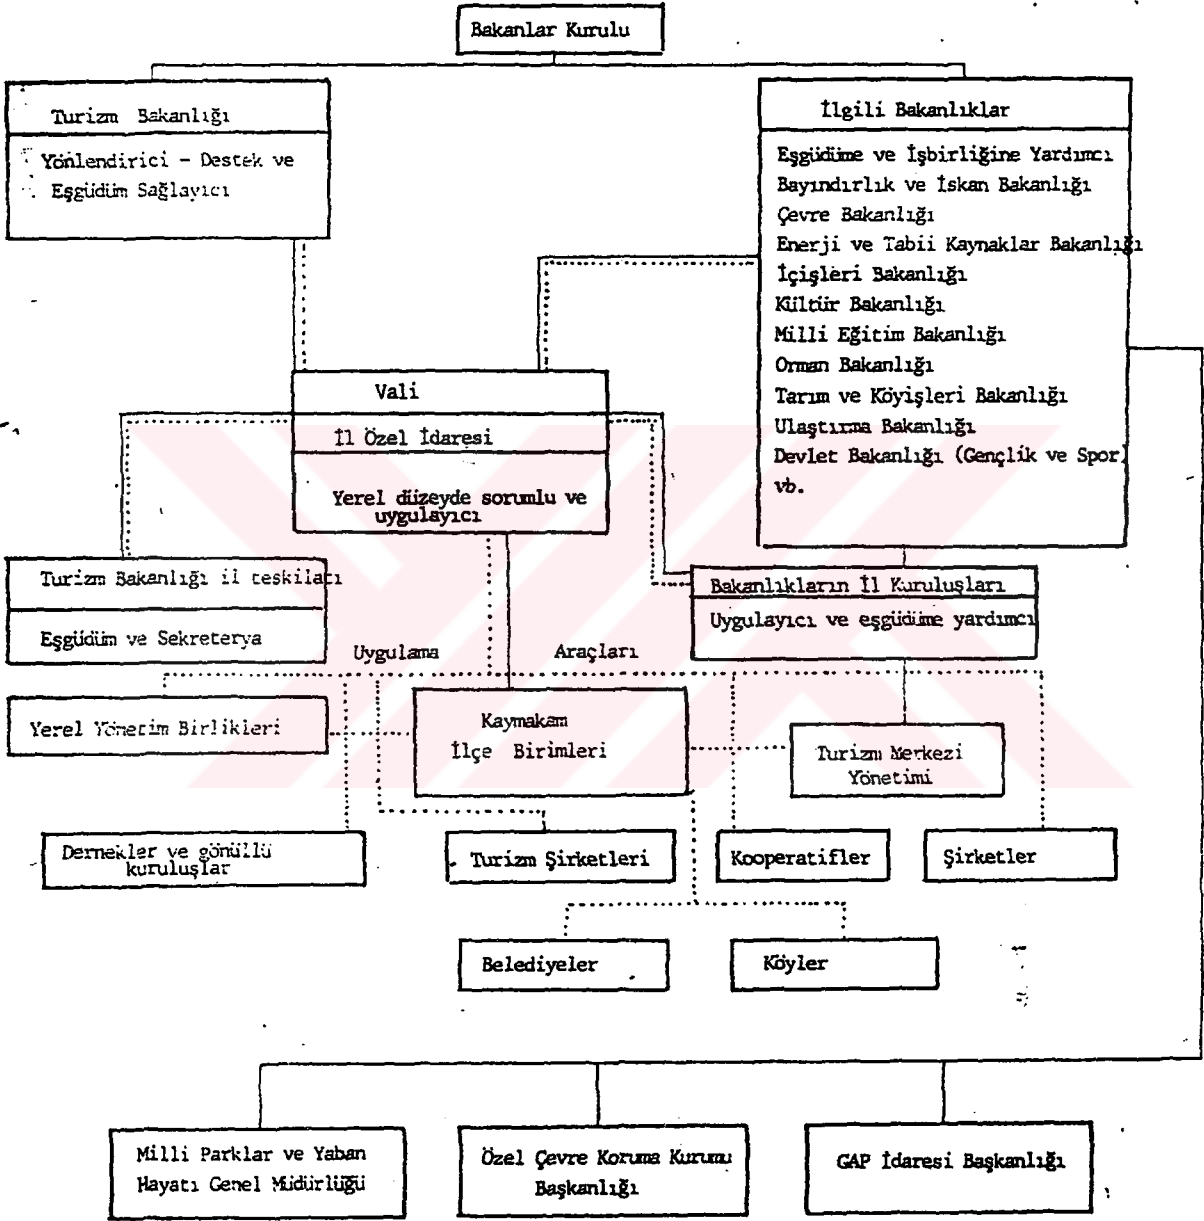 Bakanlar Kurulu
Turizm Bakanlığı
Yönlendirici - Destek ve
Eşgüdüm Sağlayıcı
İlgili Bakanlıklar
Eşgüdüme ve İşbirliğine Yardımcı
Bayındırlık ve İskan Bakanlığı
Çevre Bakanlığı
Enerji ve Tabii Kaynaklar Bakanlığı
İçişleri Bakanlığı
Kültür Bakanlığı
Milli Eğitim Bakanlığı
Orman Bakanlığı
Tarım ve Köyişleri Bakanlığı
Ulaştırma Bakanlığı
Devlet Bakanlığı (Gençlik ve Spor)
vb.
Vali
İl Özel İdaresi
Yerel düzeyde sorumlu ve
uygulayıcı
Turizm Bakanlığı il teskilatı
Eşgüdüm ve Sekreterya
Bakanlıkların İl Kuruluşları
Uygulayıcı ve eşgüdüme yardımcı
Uygulama Araçları
Yerel Yönetim Birlikleri
Kaymakam
İlçe Birimleri
Turizm Merkezi
Yönetimi
Dernekler ve gönüllü
kuruluşlar
Turizm Şirketleri
Kooperatifler
Şirketler
Belediyeler
Köyler
Milli Parklar ve Yaban
Hayatı Genel Müdürlüğü
Özel Çevre Koruma Kurumu
Başkanlığı
GAP İdaresi Başkanlığı